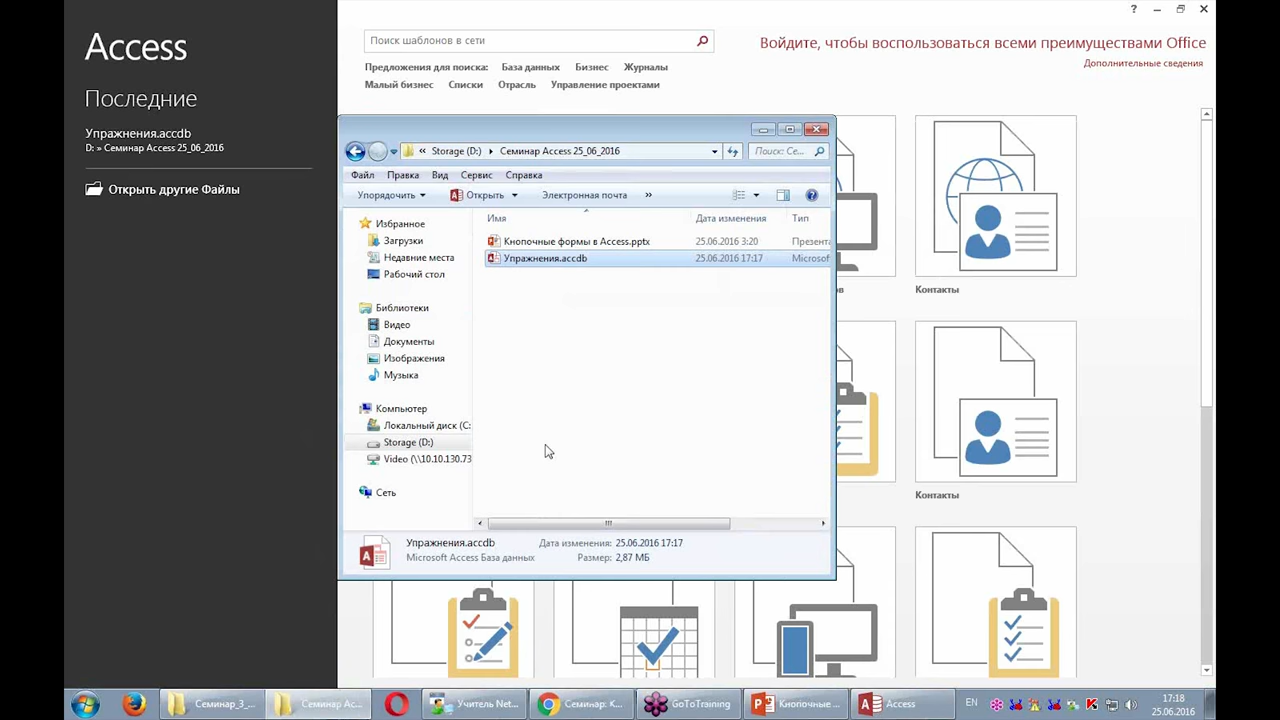 Access
Последние
Упражнения.accdb
D: » Семинар Access 25_06_2016
Открыть другие Файлы
?
Поиск шаблонов в сети
Войдите, чтобы воспользоваться всеми преимуществами Office
Дополнительные сведения
Предложения для поиска: База данных Бизнес Журналы
Малый бизнес Списки Отрасль Управление проектами
« Storage (D:) Семинар Access 25_06_2016
Поиск: Се...
Файл Правка Вид Сервис Справка
Упорядочить Открыть Электронная почта »
Имя Дата изменения Тип
Кнопочные формы в Access.pptx 25.06.2016 3:20 Презента
Упражнения.accdb 25.06.2016 17:17 Microsof
Избранное
Загрузки
Недавние места
Рабочий стол
Библиотеки
Видео
Документы
Изображения
Музыка
Компьютер
Локальный диск (C:
Storage (D:)
Video (\\10.10.130.73
Сеть
Упражнения.accdb Дата изменения: 25.06.2016 17:17
Microsoft Access База данных Размер: 2,87 МБ
ов
Контакты
Контакты
Семинар_3_...
Семинар Ac...
Учитель Net...
Семинар: К...
GoToTraining
Кнопочные ...
Access
EN
17:18
25.06.2016